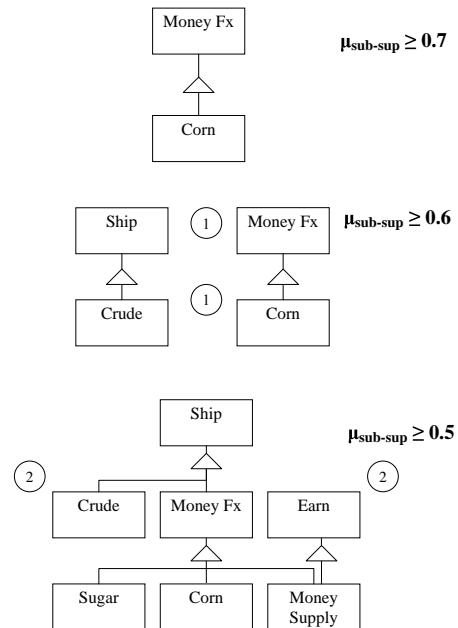 Money Fx
μsub-sup ≥ 0.7
Corn
Ship
1
Money Fx
μsub-sup ≥ 0.6
Crude
1
Corn
Ship
μsub-sup ≥ 0.5
2
Crude
Money Fx
Earn
2
Sugar
Corn
Money
Supply